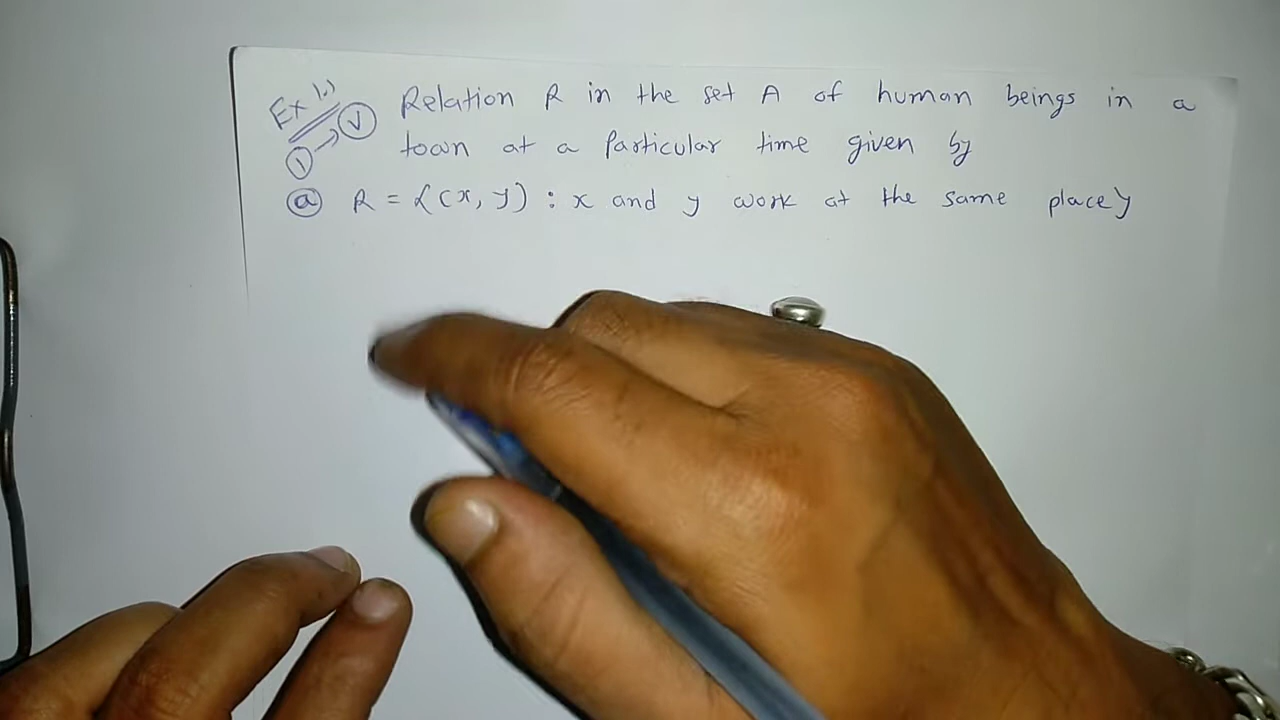 Ex 1.1
① → ⓥ Relation R in the set A of human beings in a
town at a Particular time given by
ⓐ R = {(x, y) : x and y work at the same place}